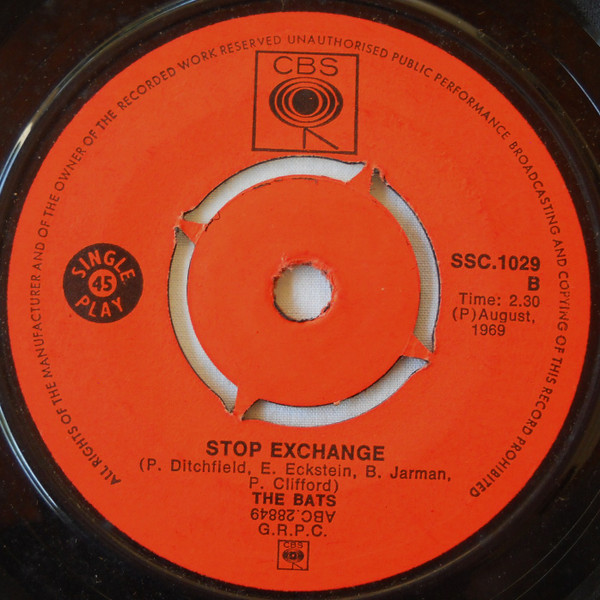 ALL RIGHTS OF THE MANUFACTURER AND OF THE OWNER OF THE RECORDED WORK RESERVED UNAUTHORISED PUBLIC PERFORMANCE BROADCASTING AND COPYING OF THIS RECORD PROHIBITED
CBS
SINGLE
45
PLAY
SSC.1029
B
Time: 2.30
(P)August,
1969
STOP EXCHANGE
(P. Ditchfield, E. Eckstein, B. Jarman,
P. Clifford)
THE BATS
ABC.28849
G.R.P.C.
CBS